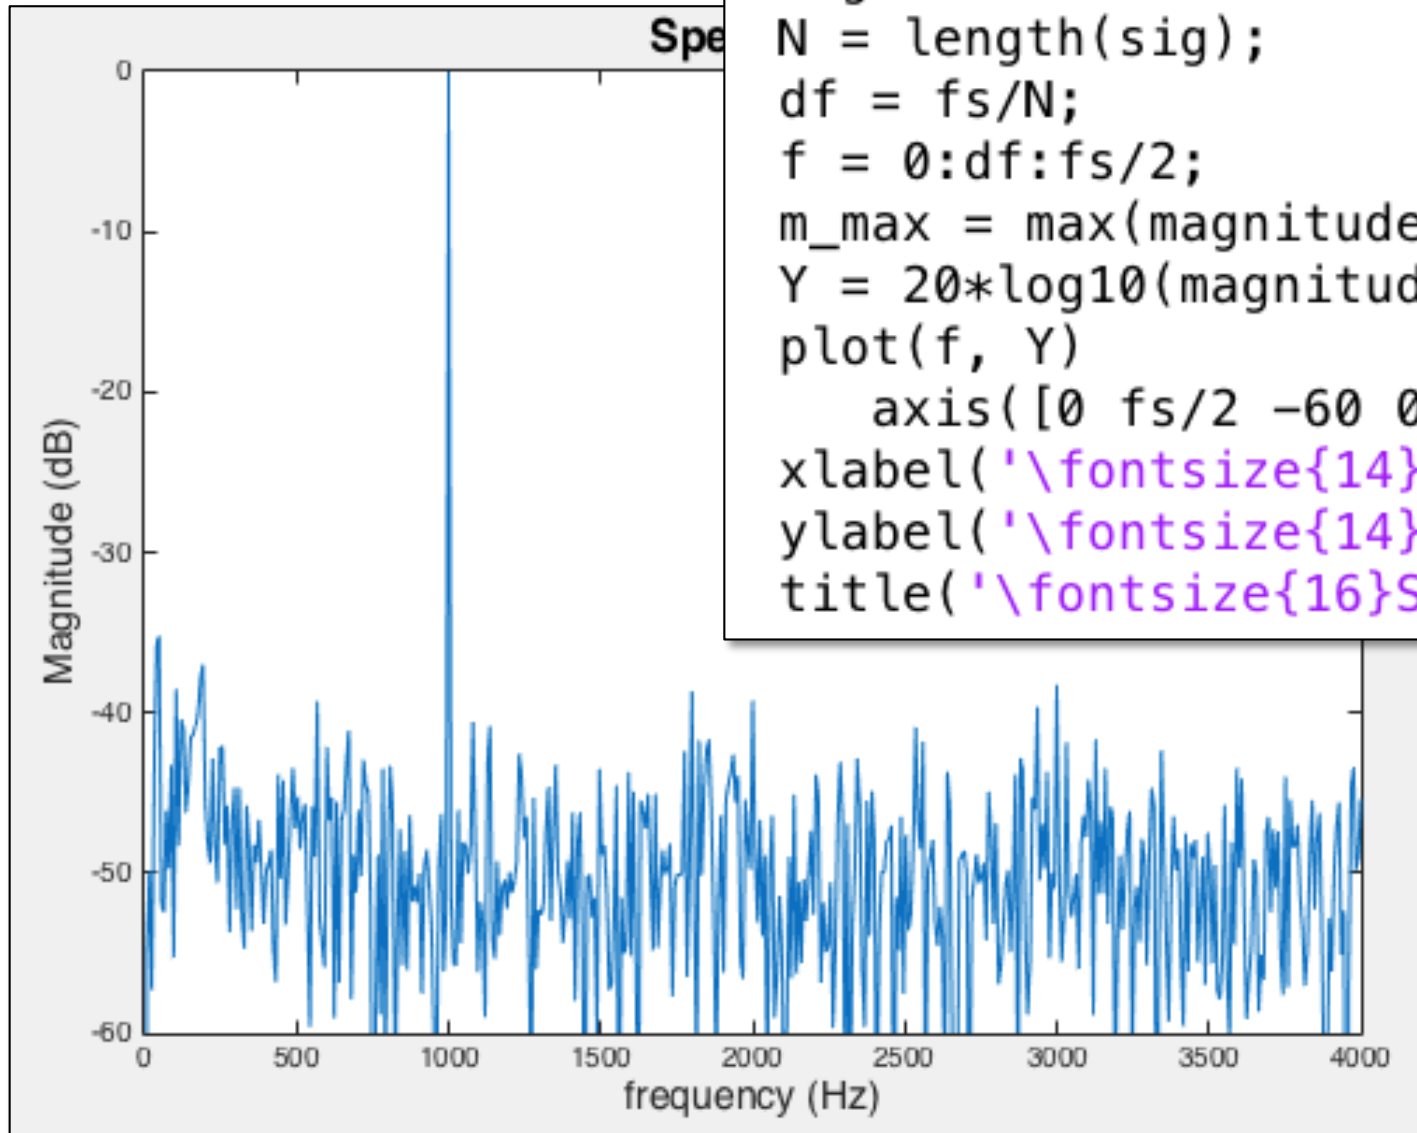 Spe
0
-10
-20
-30
-40
-50
-60
Magnitude (dB)
0 500 1000 1500 2000 2500 3000 3500 4000
frequency (Hz)
N = length(sig);
df = fs/N;
f = 0:df:fs/2;
m_max = max(magnitude
Y = 20*log10(magnitud
plot(f, Y)
axis([0 fs/2 -60 0
xlabel('\fontsize{14}
ylabel('\fontsize{14}
title('\fontsize{16}S